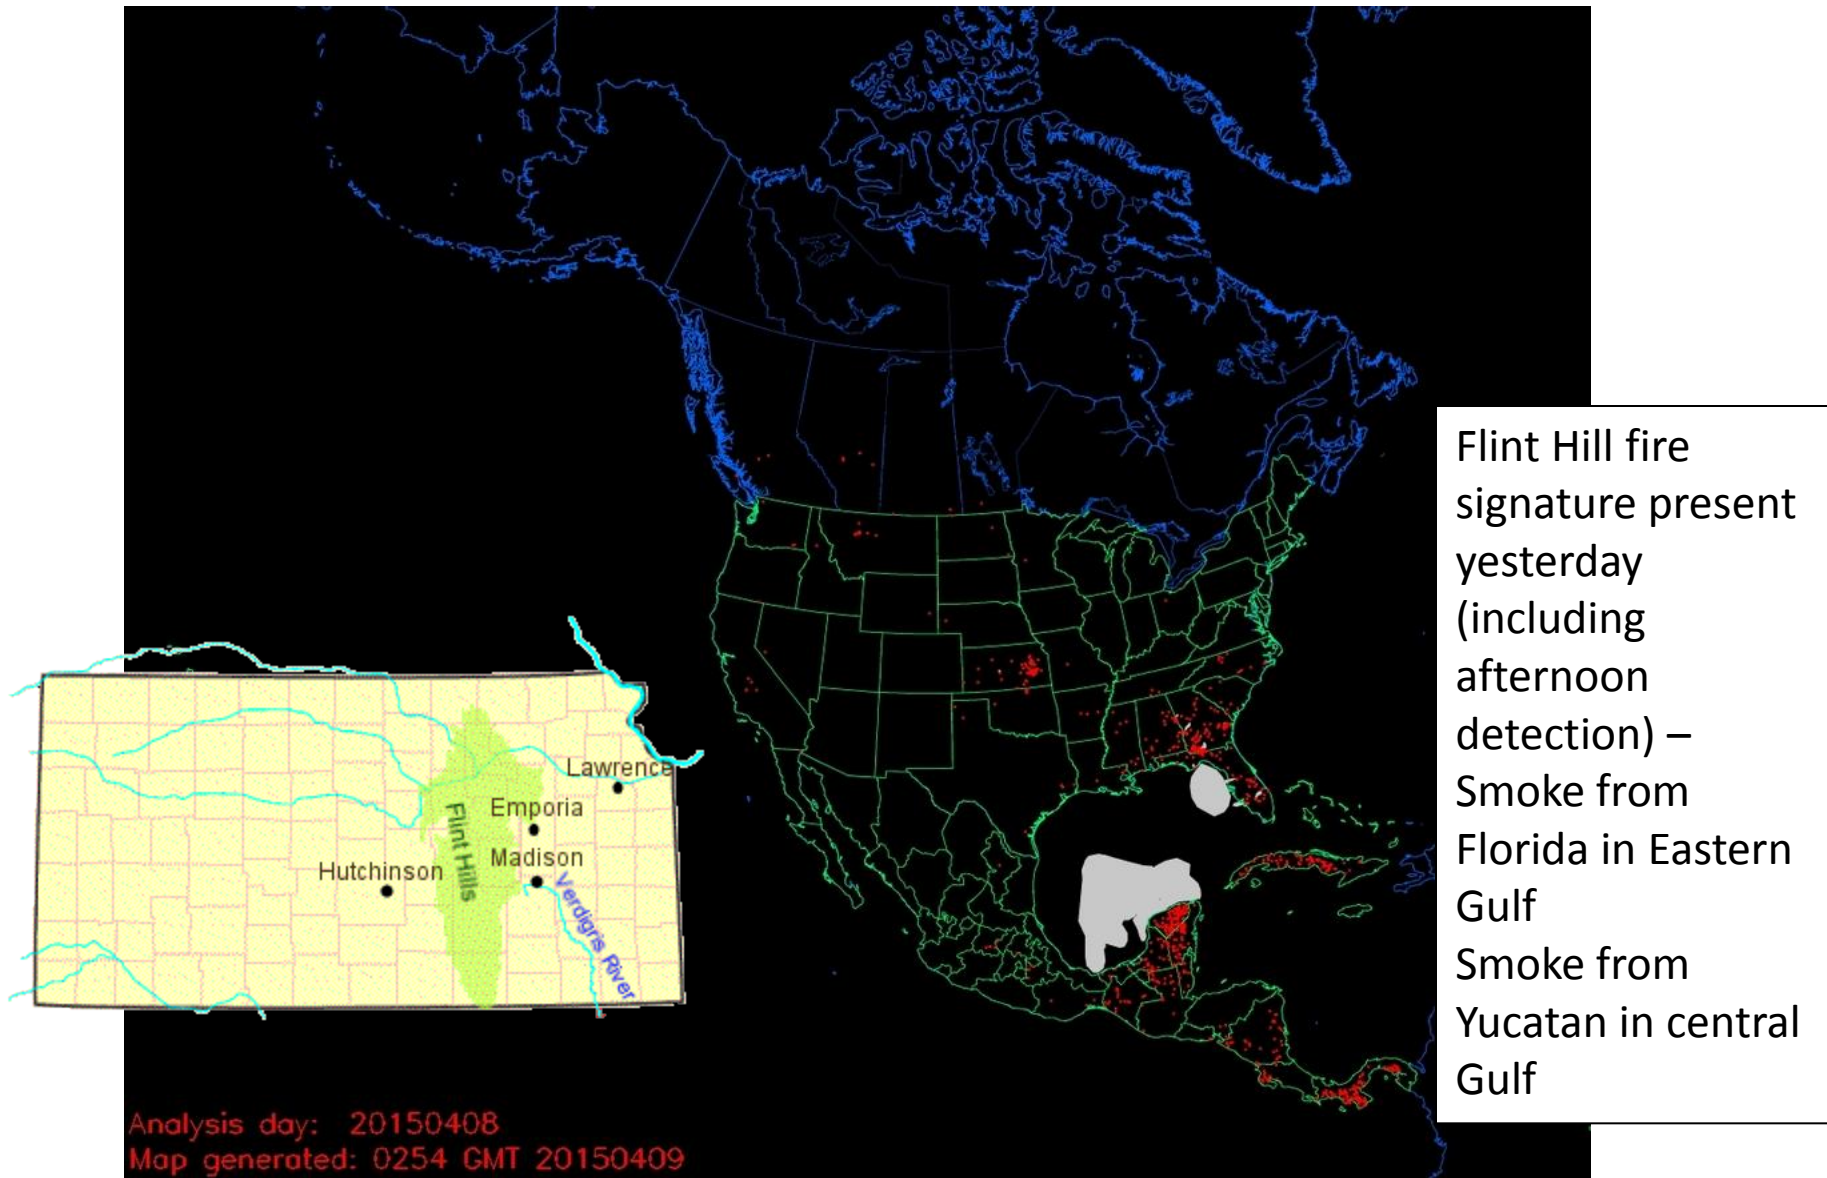 Flint Hill fire
signature present
yesterday
(including
afternoon
detection) –
Smoke from
Florida in Eastern
Gulf
Smoke from
Yucatan in central
Gulf
Lawrence
Emporia
Flint Hills
Madison
Hutchinson
Verdigris River
Analysis day: 20150408
Map generated: 0254 GMT 20150409